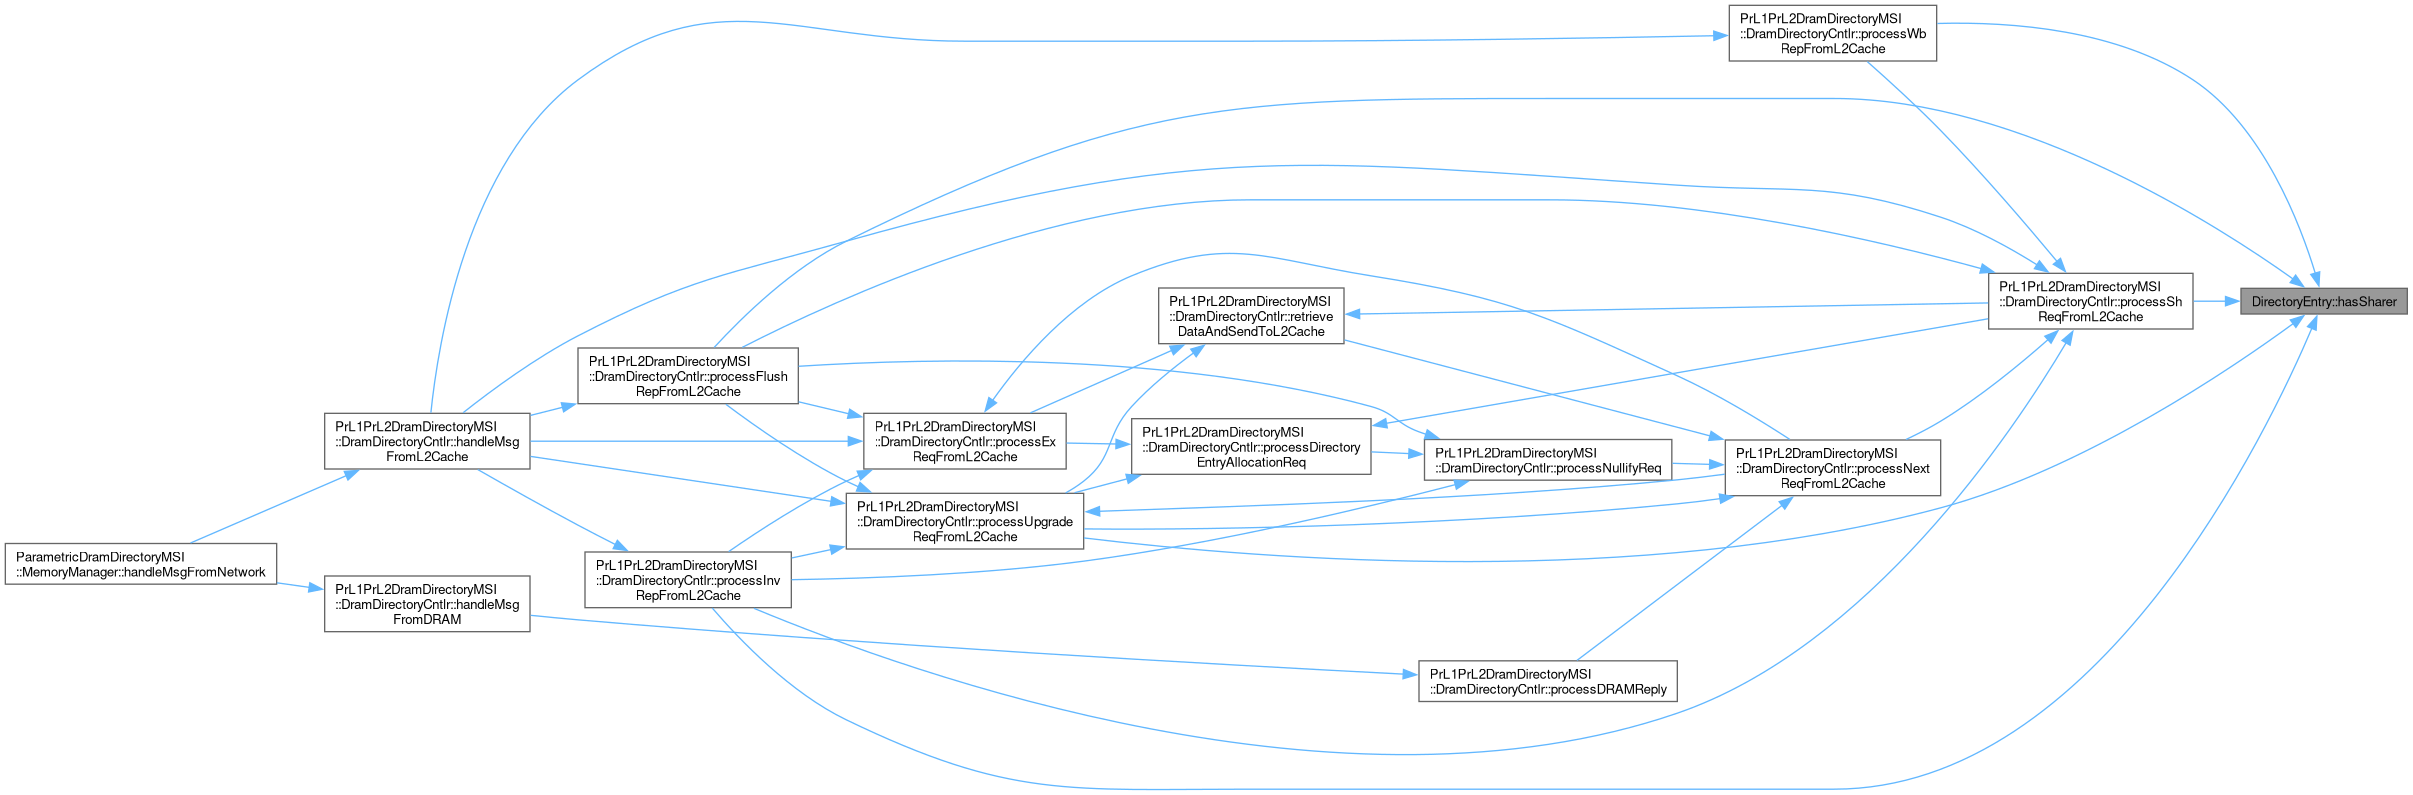 PrL1PrL2DramDirectoryMSI
::DramDirectoryCntlr::processWb
RepFromL2Cache
PrL1PrL2DramDirectoryMSI
::DramDirectoryCntlr::processSh
ReqFromL2Cache
DirectoryEntry::hasSharer
PrL1PrL2DramDirectoryMSI
::DramDirectoryCntlr::retrieve
DataAndSendToL2Cache
PrL1PrL2DramDirectoryMSI
::DramDirectoryCntlr::processFlush
RepFromL2Cache
PrL1PrL2DramDirectoryMSI
::DramDirectoryCntlr::handleMsg
FromL2Cache
PrL1PrL2DramDirectoryMSI
::DramDirectoryCntlr::processEx
ReqFromL2Cache
PrL1PrL2DramDirectoryMSI
::DramDirectoryCntlr::processDirectory
EntryAllocationReq
PrL1PrL2DramDirectoryMSI
::DramDirectoryCntlr::processNullifyReq
PrL1PrL2DramDirectoryMSI
::DramDirectoryCntlr::processNext
ReqFromL2Cache
PrL1PrL2DramDirectoryMSI
::DramDirectoryCntlr::processUpgrade
ReqFromL2Cache
ParametricDramDirectoryMSI
::MemoryManager::handleMsgFromNetwork
PrL1PrL2DramDirectoryMSI
::DramDirectoryCntlr::processInv
RepFromL2Cache
PrL1PrL2DramDirectoryMSI
::DramDirectoryCntlr::handleMsg
FromDRAM
PrL1PrL2DramDirectoryMSI
::DramDirectoryCntlr::processDRAMReply